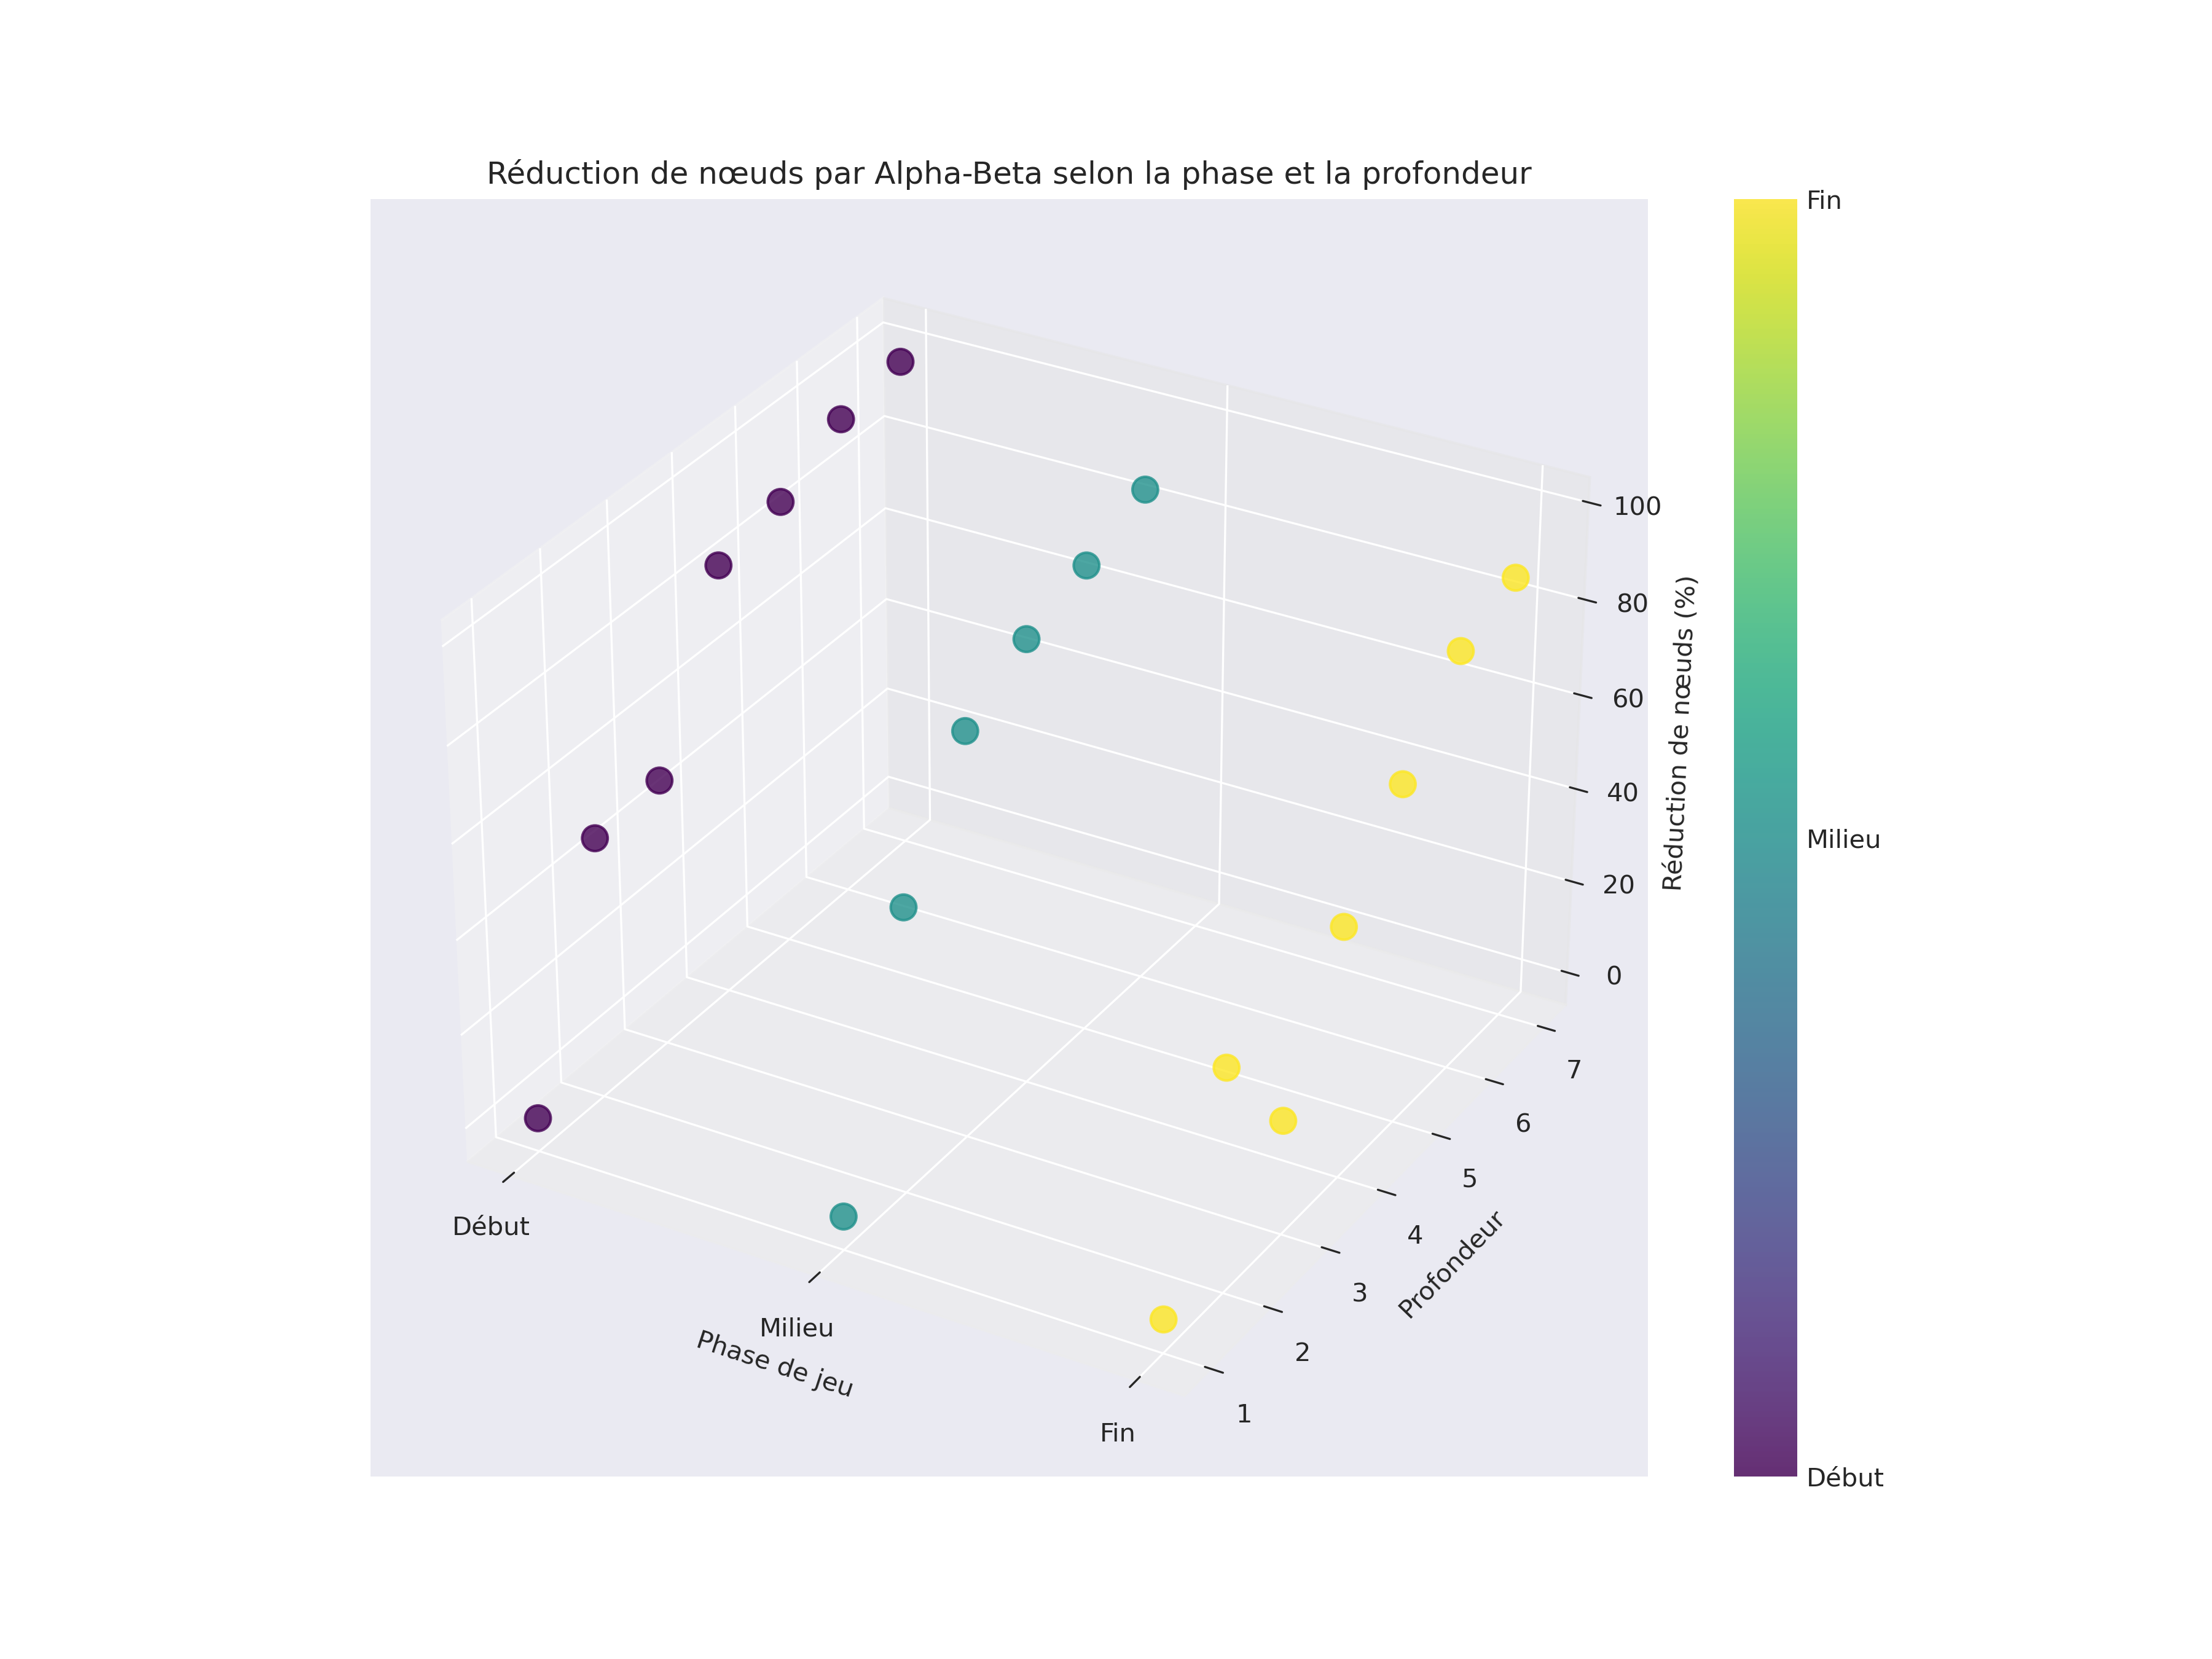 Réduction de nœuds par Alpha-Beta selon la phase et la profondeur
Fin
Milieu
Début
100
80
60
40
20
0
Réduction de nœuds (%)
7
6
5
4
3
2
1
Profondeur
Début
Milieu
Fin
Phase de jeu